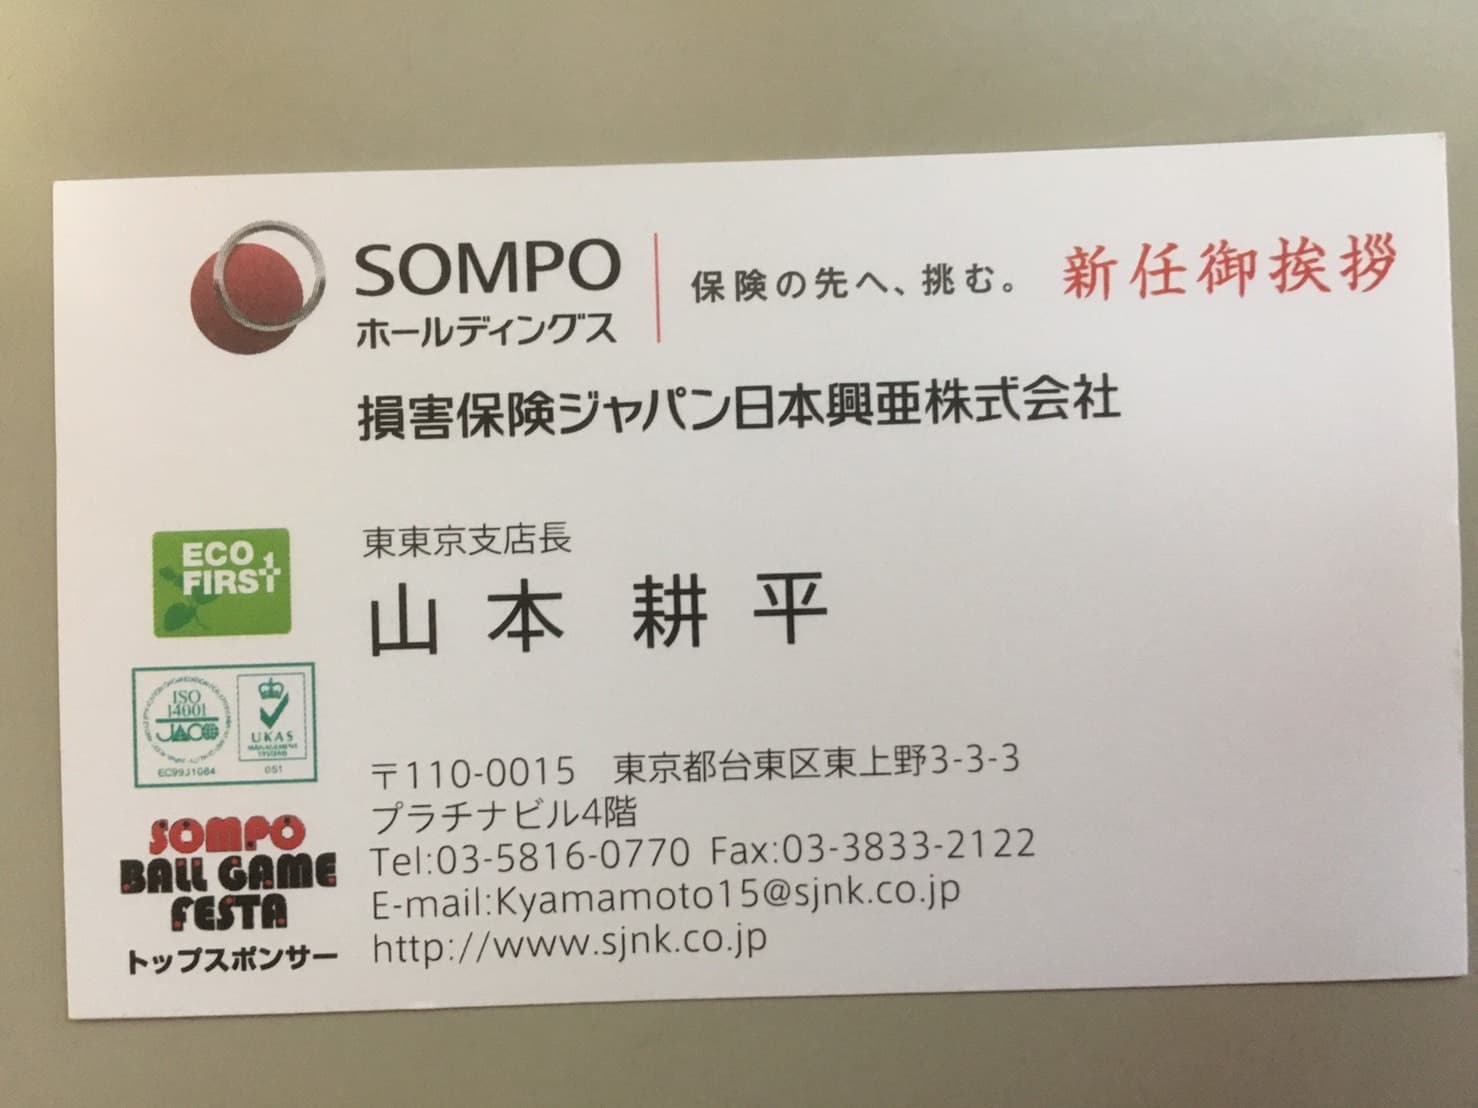 SOMPO
ホールディングス
保険の先へ、挑む。
新任御挨拶
損害保険ジャパン日本興亜株式会社
ECO
FIRST
東東京支店長
山本 耕平
ISO
14001
JACO
EC99J1084
UKAS
MANAGEMENT
SYSTEMS
051
SOMPO
BALL GAME
FESTA
トップスポンサー
〒110-0015 東京都台東区東上野3-3-3
プラチナビル4階
Tel:03-5816-0770 Fax:03-3833-2122
E-mail:Kyamamoto15@sjnk.co.jp
http://www.sjnk.co.jp